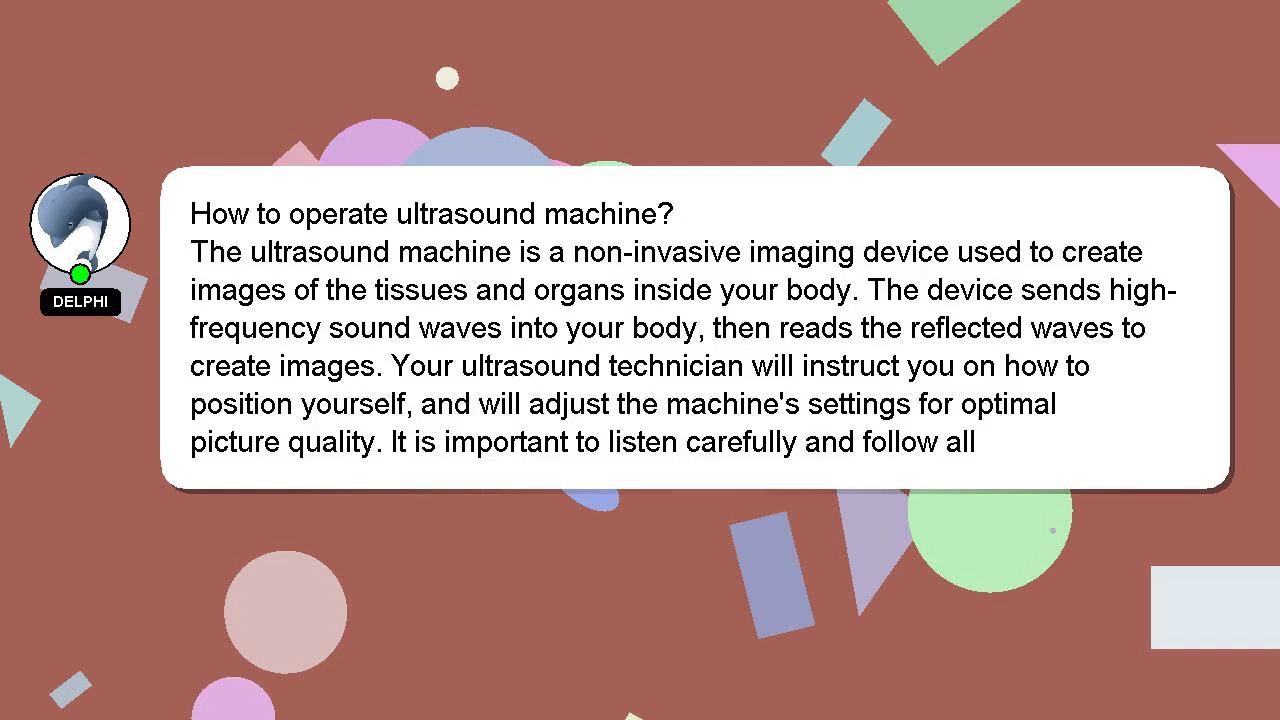 How to operate ultrasound machine?
The ultrasound machine is a non-invasive imaging device used to create
images of the tissues and organs inside your body. The device sends high-
frequency sound waves into your body, then reads the reflected waves to
create images. Your ultrasound technician will instruct you on how to
position yourself, and will adjust the machine's settings for optimal
picture quality. It is important to listen carefully and follow all
DELPHI